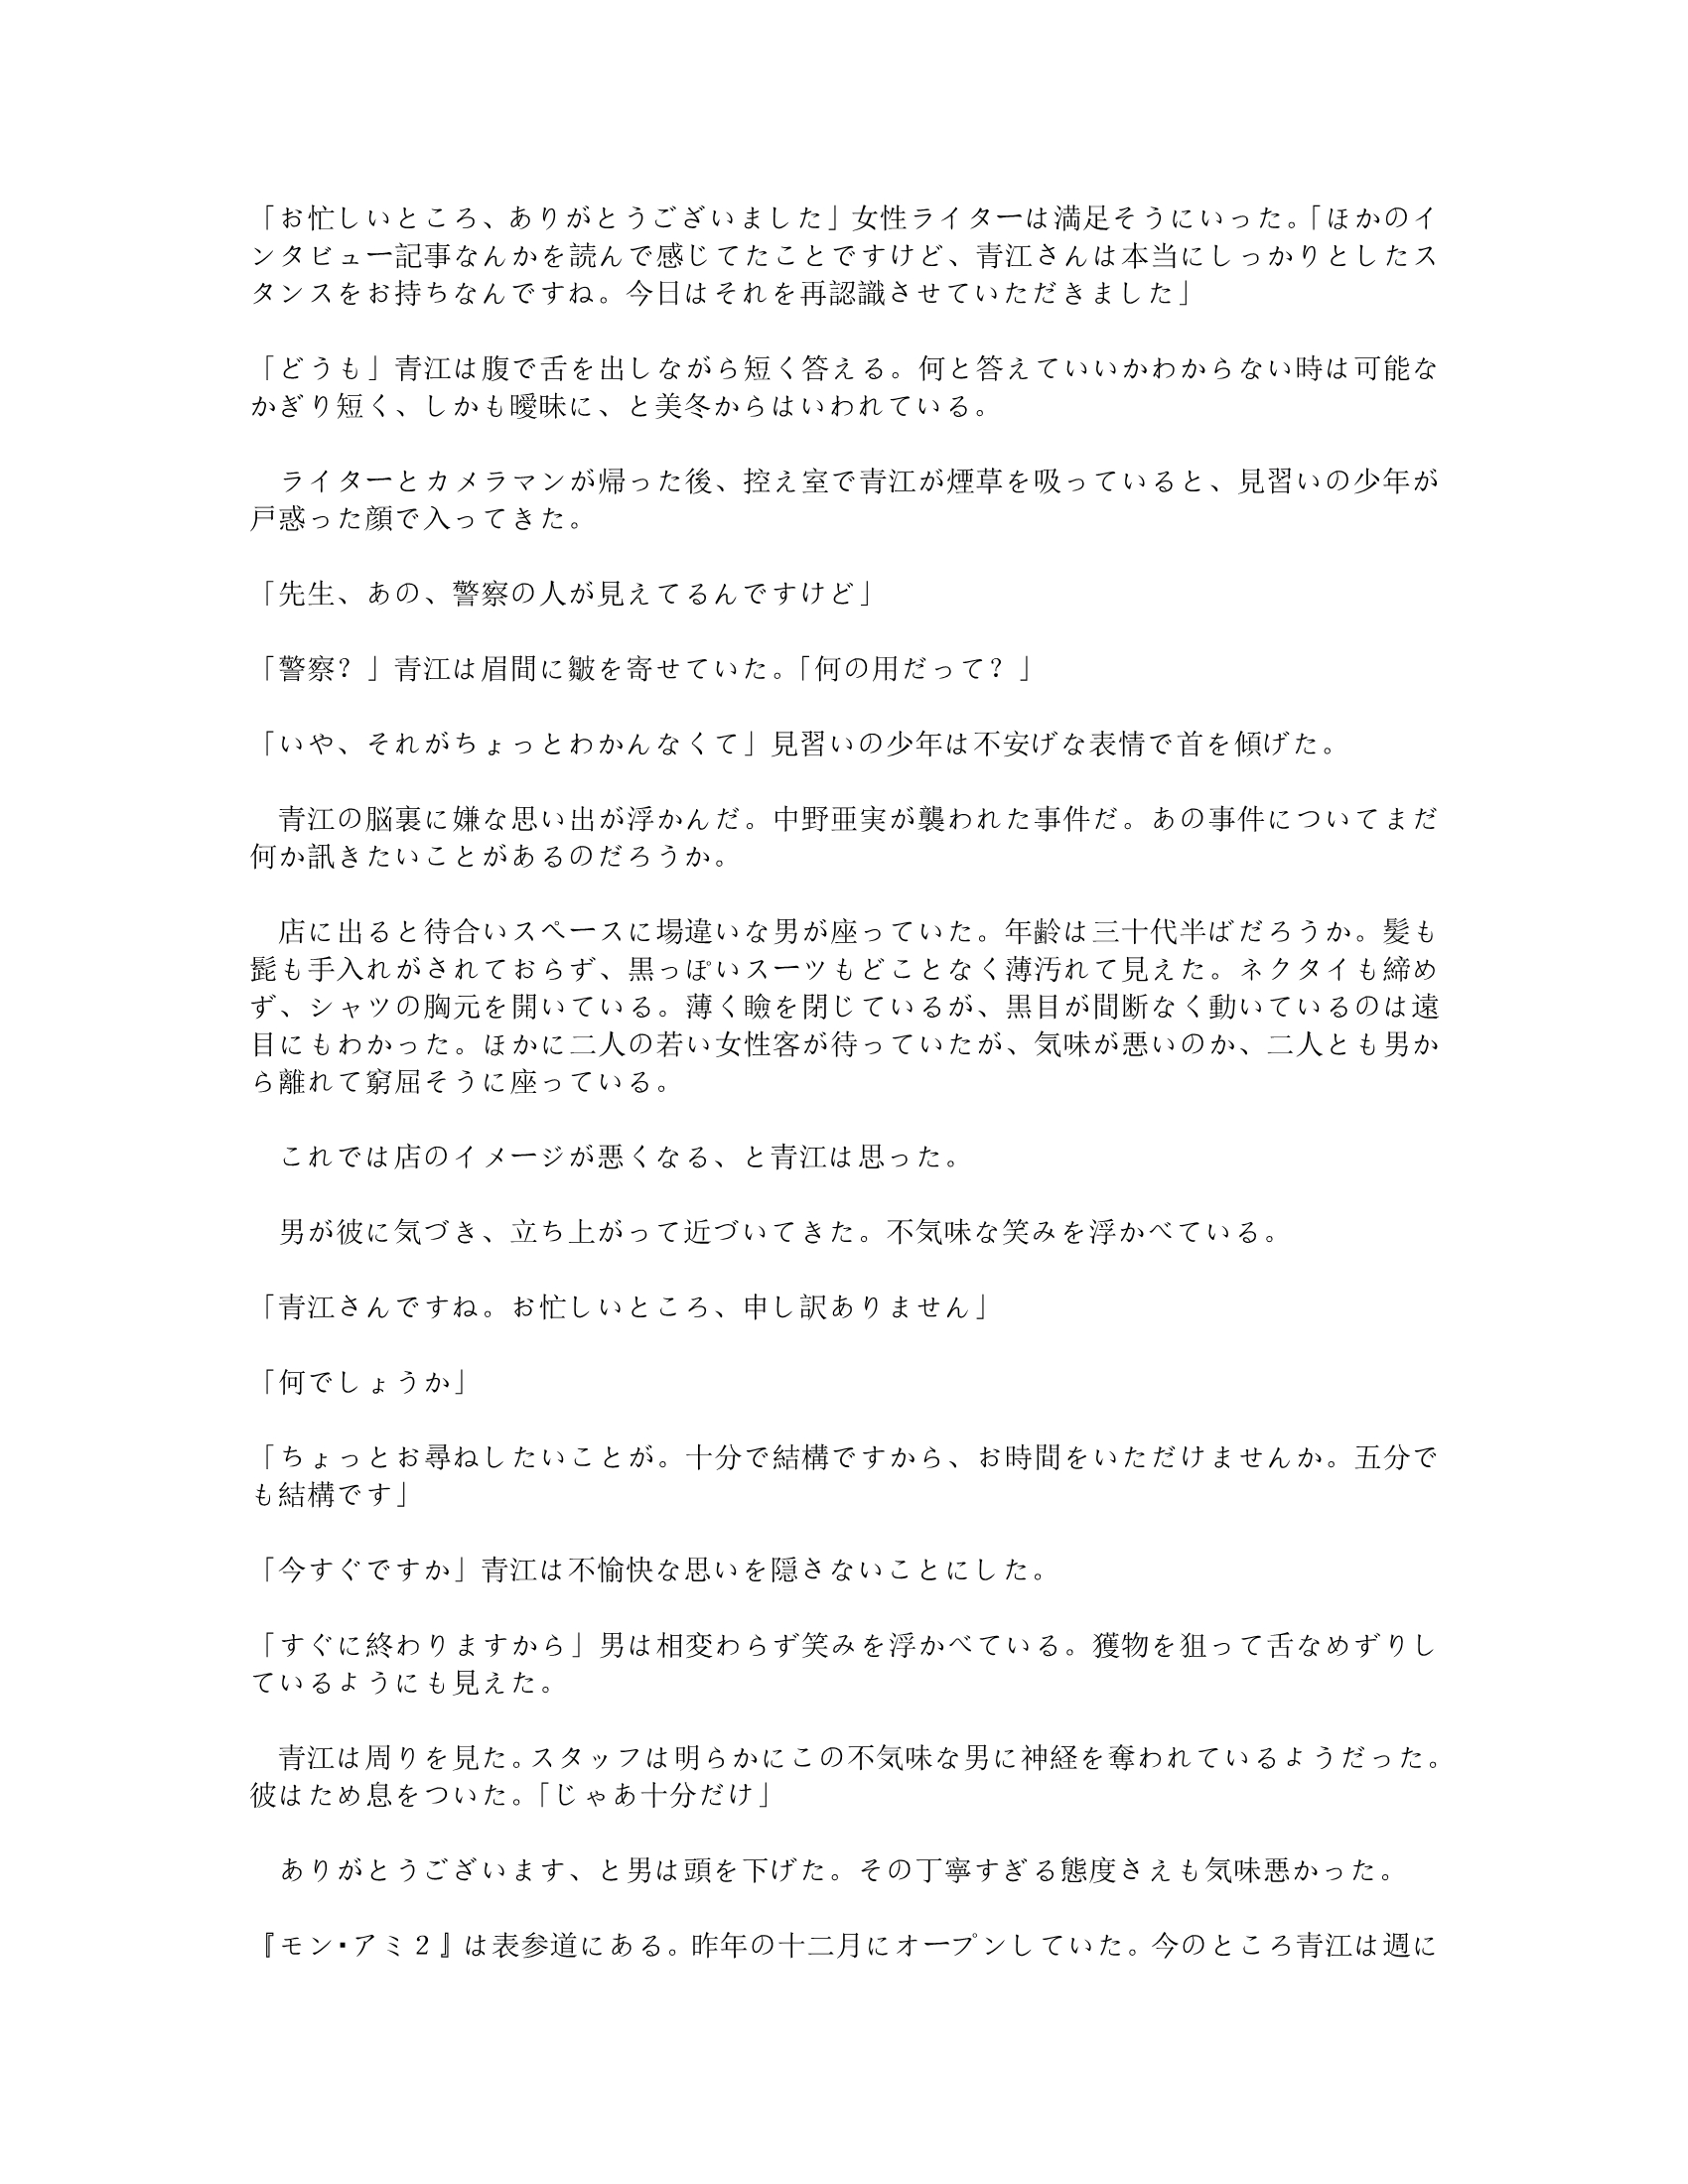 「お忙しいところ、ありがとうございました」女性ライターは満足そうにいった。「ほかのイ
ンタビュー記事なんかを読んで感じてたことですけど、青江さんは本当にしっかりとしたス
タンスをお持ちなんですね。今日はそれを再認識させていただきました」
「どうも」青江は腹で舌を出しながら短く答える。何と答えていいかわからない時は可能な
かぎり短く、しかも曖昧に、と美冬からはいわれている。
　ライターとカメラマンが帰った後、控え室で青江が煙草を吸っていると、見習いの少年が
戸惑った顔で入ってきた。
「先生、あの、警察の人が見えてるんですけど」
「警察？」青江は眉間に皺を寄せていた。「何の用だって？」
「いや、それがちょっとわかんなくて」見習いの少年は不安げな表情で首を傾げた。
　青江の脳裏に嫌な思い出が浮かんだ。中野亜実が襲われた事件だ。あの事件についてまだ
何か訊きたいことがあるのだろうか。
　店に出ると待合いスペースに場違いな男が座っていた。年齢は三十代半ばだろうか。髪も
髭も手入れがされておらず、黒っぽいスーツもどことなく薄汚れて見えた。ネクタイも締め
ず、シャツの胸元を開いている。薄く瞼を閉じているが、黒目が間断なく動いているのは遠
目にもわかった。ほかに二人の若い女性客が待っていたが、気味が悪いのか、二人とも男か
ら離れて窮屈そうに座っている。
　これでは店のイメージが悪くなる、と青江は思った。
　男が彼に気づき、立ち上がって近づいてきた。不気味な笑みを浮かべている。
「青江さんですね。お忙しいところ、申し訳ありません」
「何でしょうか」
「ちょっとお尋ねしたいことが。十分で結構ですから、お時間をいただけませんか。五分で
も結構です」
「今すぐですか」青江は不愉快な思いを隠さないことにした。
「すぐに終わりますから」男は相変わらず笑みを浮かべている。獲物を狙って舌なめずりし
ているようにも見えた。
　青江は周りを見た。スタッフは明らかにこの不気味な男に神経を奪われているようだった。
彼はため息をついた。「じゃあ十分だけ」
　ありがとうございます、と男は頭を下げた。その丁寧すぎる態度さえも気味悪かった。
『モン・アミ２』は表参道にある。昨年の十二月にオープンしていた。今のところ青江は週に